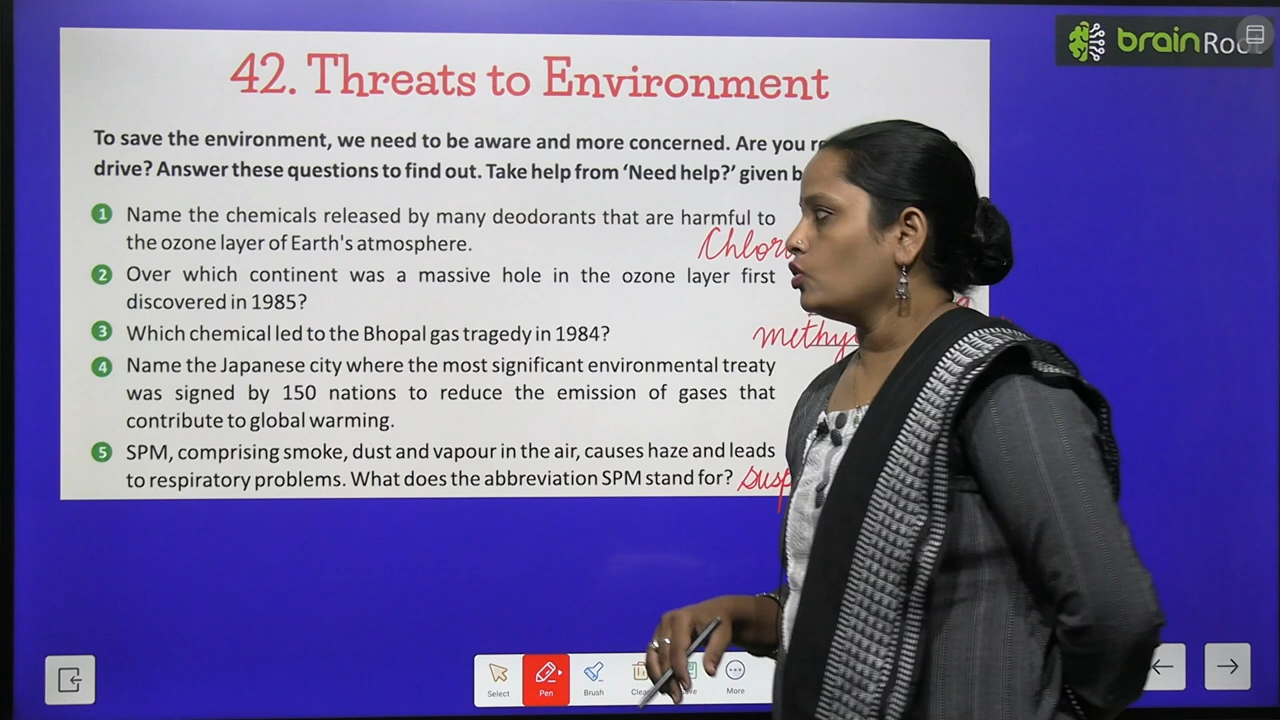 brainRoot
42. Threats to Environment
To save the environment, we need to be aware and more concerned. Are you
drive? Answer these questions to find out. Take help from ‘Need help?’ given
1 Name the chemicals released by many deodorants that are harmful to
the ozone layer of Earth's atmosphere.
Chlor
2 Over which continent was a massive hole in the ozone layer first
discovered in 1985?
3 Which chemical led to the Bhopal gas tragedy in 1984?
methy
4 Name the Japanese city where the most significant environmental treaty
was signed by 150 nations to reduce the emission of gases that
contribute to global warming.
5 SPM, comprising smoke, dust and vapour in the air, causes haze and leads
to respiratory problems. What does the abbreviation SPM stand for? Susp
Select Pen Brush Clear More